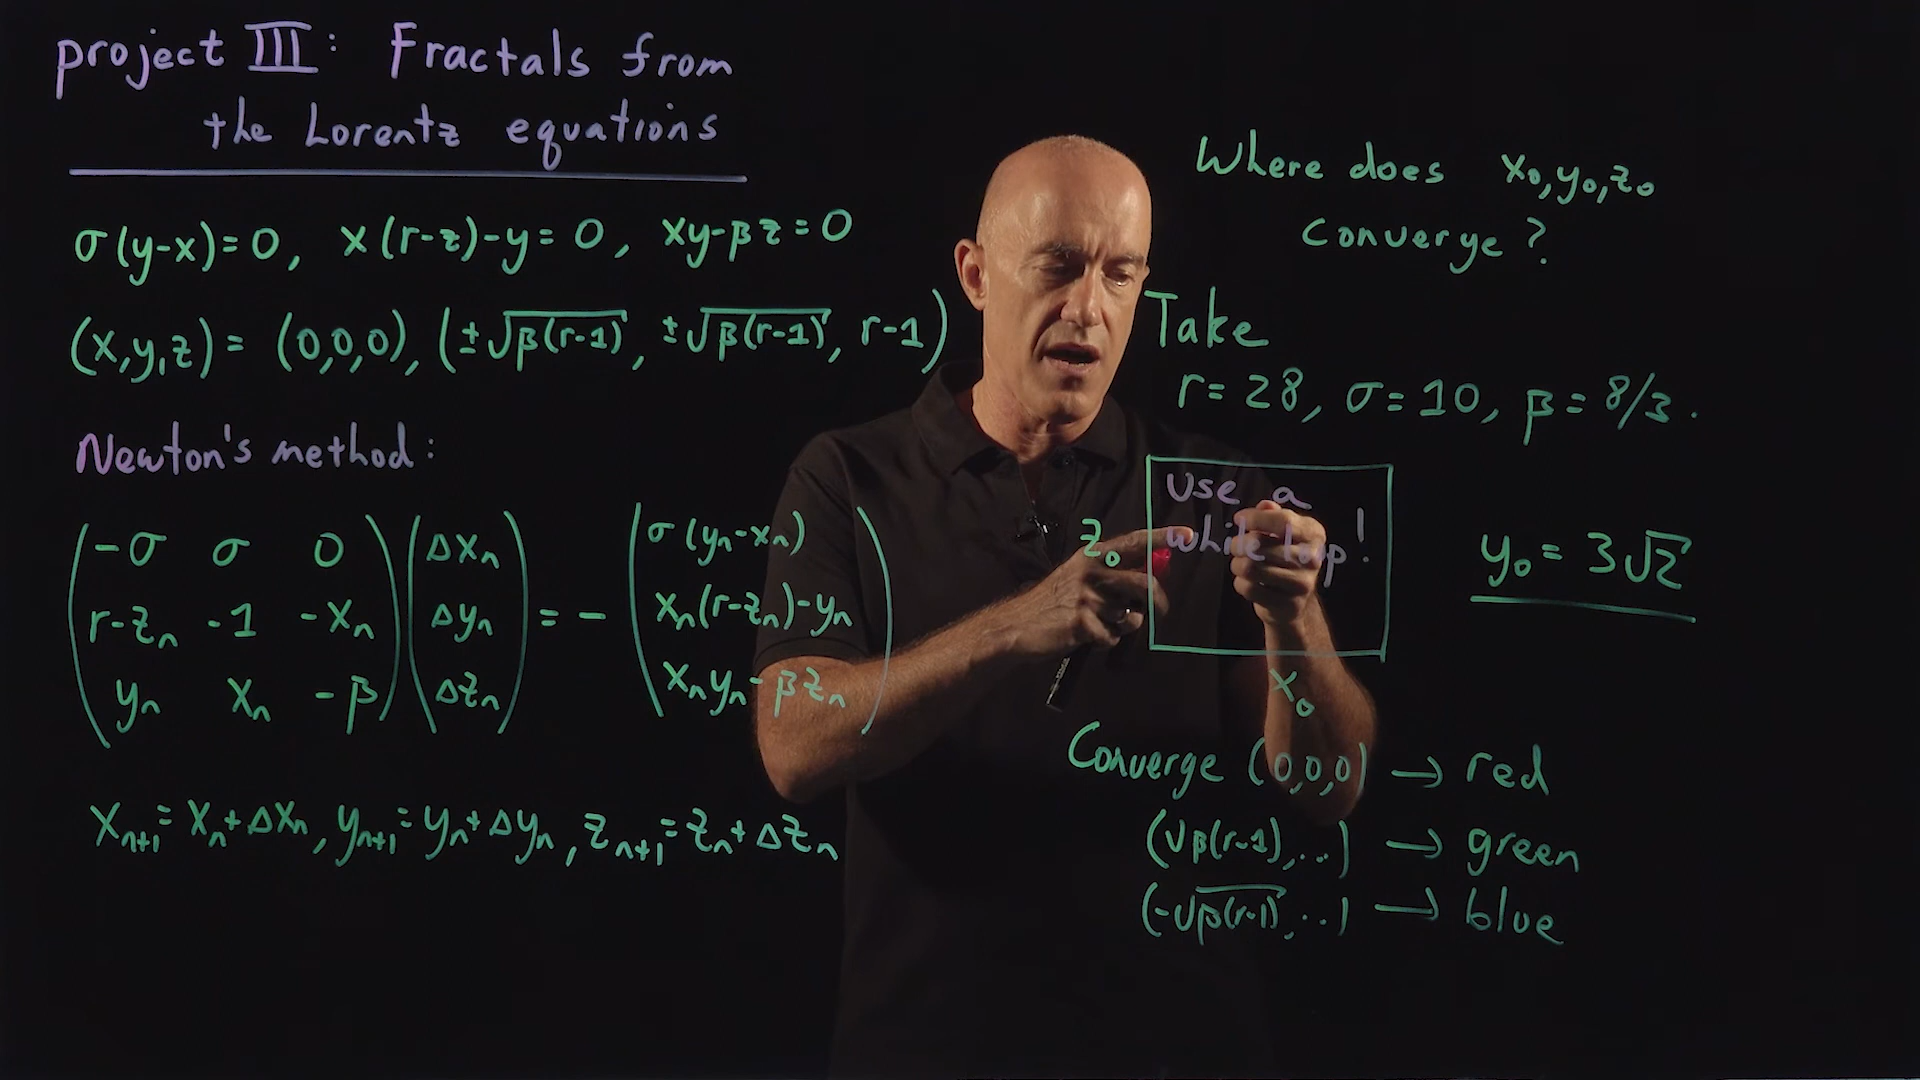 project III: Fractals from
the Lorentz equations
σ(y-x)=0, x(r-z)-y=0, xy-βz=0
(x,y,z)= (0,0,0), (±√β(r-1), ±√β(r-1), r-1)
Newton's method:
(-σ σ 0) (Δxₙ) = - (σ(yₙ-xₙ))
(r-zₙ -1 -xₙ) (Δyₙ) (xₙ(r-zₙ)-yₙ)
(yₙ xₙ -β) (Δzₙ) (xₙyₙ-βzₙ)
xₙ₊₁=xₙ+Δxₙ, yₙ₊₁=yₙ+Δyₙ, zₙ₊₁=zₙ+Δzₙ
Where does x₀,y₀,z₀
converge?
Take
r=28, σ=10, β=8/3.
use a
while loop!
z₀
x₀
y₀=3√2
Converge (0,0,0) → red
(√β(r-1),...) → green
(-√β(r-1),..) → blue